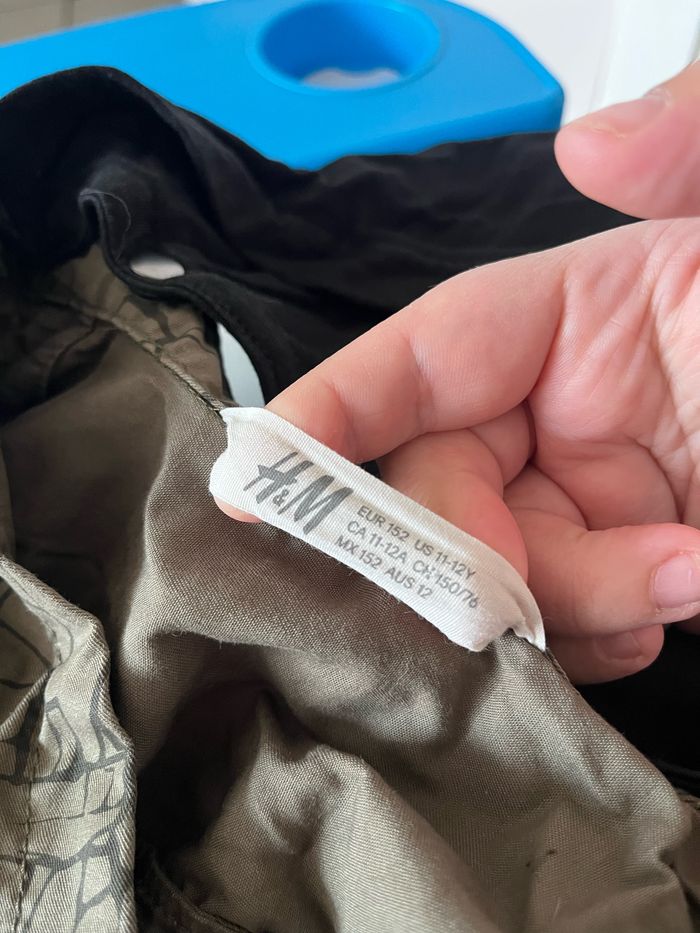 H&M
EUR 152 US 11-12Y
CA 11-12A CN 150/76
MX 152 AUS 12